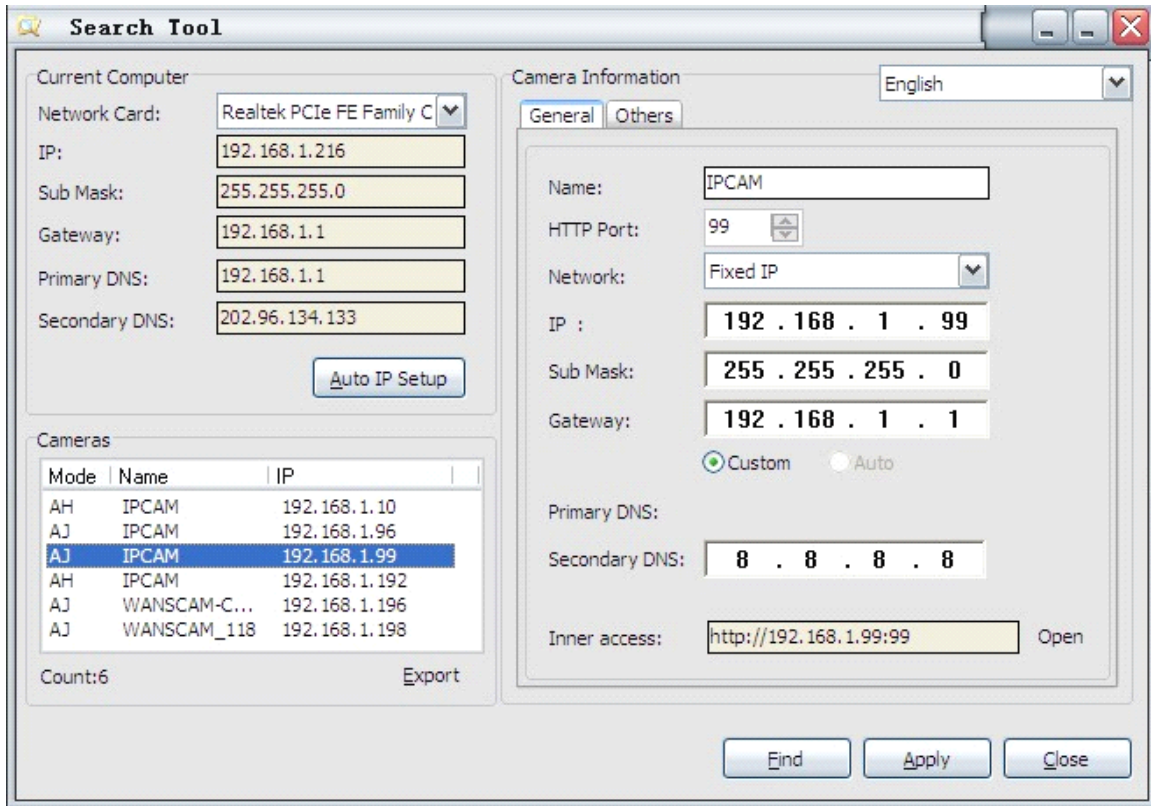 Search Tool
Current Computer
Network Card: Realtek PCIe FE Family C
IP: 192.168.1.216
Sub Mask: 255.255.255.0
Gateway: 192.168.1.1
Primary DNS: 192.168.1.1
Secondary DNS: 202.96.134.133
Auto IP Setup
Cameras
Mode Name IP
AH IPCAM 192.168.1.10
AJ IPCAM 192.168.1.96
AJ IPCAM 192.168.1.99
AH IPCAM 192.168.1.192
AJ WANSCAM-C... 192.168.1.196
AJ WANSCAM_118 192.168.1.198
Count:6 Export
Camera Information English
General Others
Name: IPCAM
HTTP Port: 99
Network: Fixed IP
IP : 192 . 168 . 1 . 99
Sub Mask: 255 . 255 . 255 . 0
Gateway: 192 . 168 . 1 . 1
Custom Auto
Primary DNS:
Secondary DNS: 8 . 8 . 8 . 8
Inner access: http://192.168.1.99:99 Open
Find Apply Close